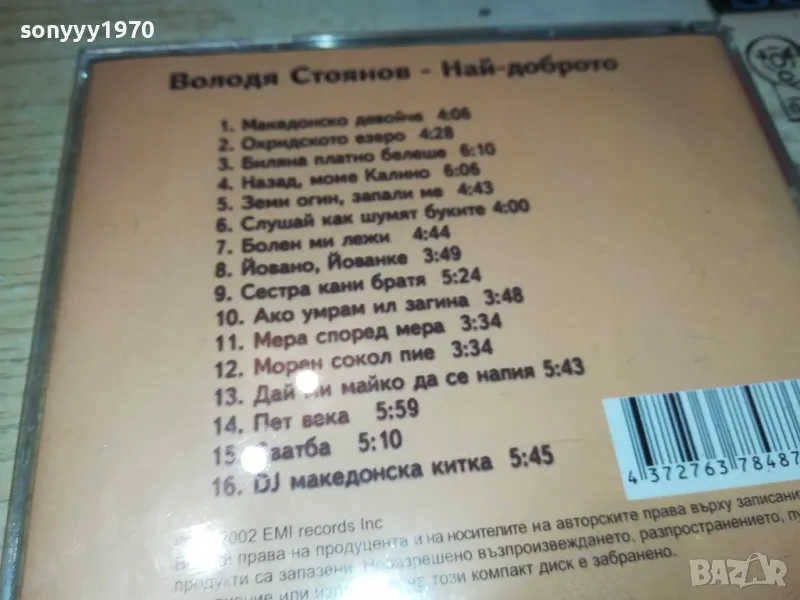 sonyyy1970
Володя Стоянов - Най-доброто
1. Македонско девойче 4:06
2. Охридското езеро 4:28
3. Биляна платно белеше 6:10
4. Назад, моме Калино 6:06
5. Земи огин, запали ме 4:43
6. Слушай как шумят буките 4:00
7. Болен ми лежи 4:44
8. Йовано, Йованке 3:49
9. Сестра кани братя 5:24
10. Ако умрам ил загина 3:48
11. Мера според мера 3:34
12. Морен сокол пие 3:34
13. Дай ми майко да се напия 5:43
14. Пет века 5:59
15. Сватба 5:10
16. DJ македонска китка 5:45
4 372763 78487
2002 EMI records Inc
права на продуцента и на носителите на авторските права върху записанит
продукти са запазени. Неразрешено възпроизвеждането, разпространението, пу
или този компакт диск е забранено.
BAZAR